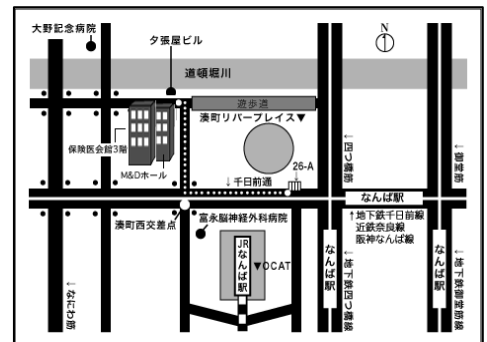 大野記念病院
夕張屋ビル
N
道頓堀川
遊歩道
湊町リバープレイス▼
保険医会館3階
M&Dホール
↓千日前通
26-A
↓四つ橋筋
↓御堂筋
なんば駅
↑地下鉄千日前線
近鉄奈良線
阪神なんば線
湊町西交差点
富永脳神経外科病院
JRなんば駅
▼OCAT
なんば駅
↓地下鉄四つ橋線
なんば駅
↓地下鉄御堂筋線
↓なにわ筋